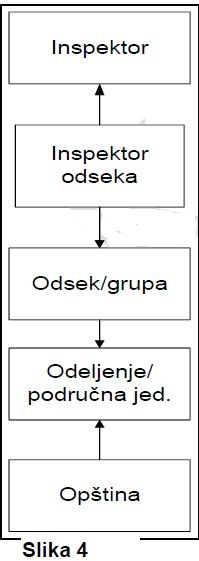 Inspektor
Inspektor
odseka
Odsek/grupa
Odeljenje/
područna jed.
Opština
Slika 4